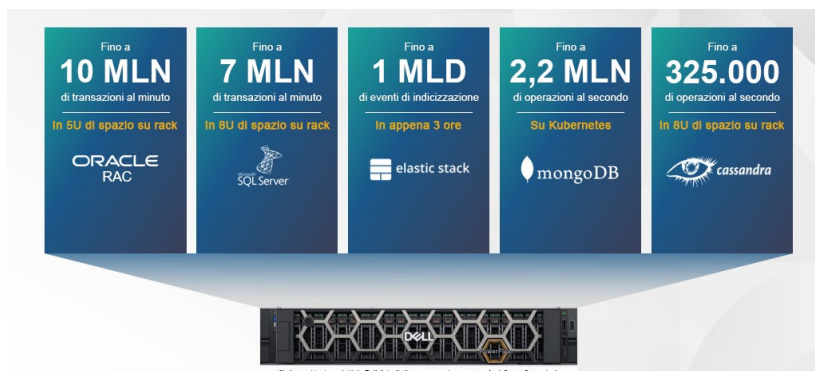 Fino a
10 MLN
di transazioni al minuto
In 5U di spazio su rack
ORACLE
RAC
Fino a
7 MLN
di transazioni al minuto
In 8U di spazio su rack
Microsoft
SQL Server
Fino a
1 MLD
di eventi di indicizzazione
In appena 3 ore
elastic stack
Fino a
2,2 MLN
di operazioni al secondo
Su Kubernetes
mongoDB
Fino a
325.000
di operazioni al secondo
In 8U di spazio su rack
cassandra
DELL